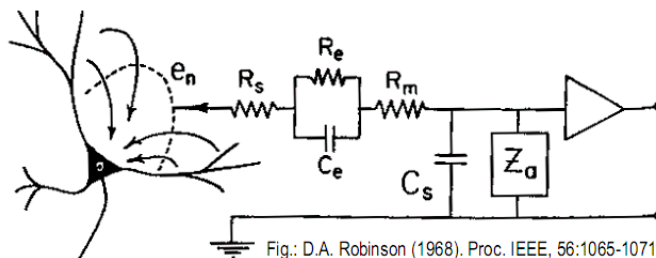 e_n
R_s
R_e
C_e
R_m
C_s
Z_a
Fig.: D.A. Robinson (1968). Proc. IEEE, 56:1065-1071